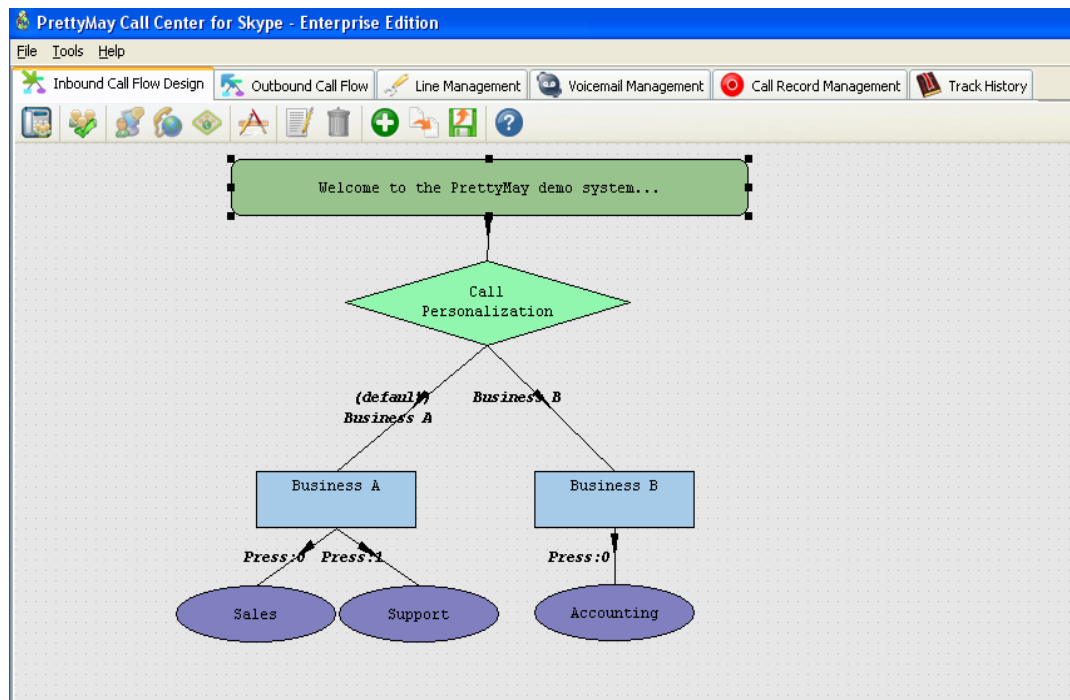 PrettyMay Call Center for Skype - Enterprise Edition
File Tools Help
Inbound Call Flow Design Outbound Call Flow Line Management Voicemail Management Call Record Management Track History
Welcome to the PrettyMay demo system...
Call
Personalization
(default) Business B
Business A
Business A Business B
Press:0 Press:1 Press:0
Sales Support Accounting